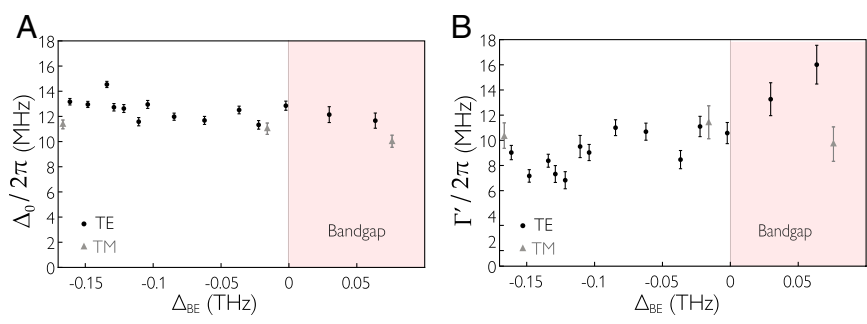 A
18
16
14
12
10
8
6
4
2
0
Δ₀ / 2π (MHz)
TE
TM
Bandgap
-0.15
-0.1
-0.05
0
0.05
Δ_BE (THz)
B
18
16
14
12
10
8
6
4
2
0
Γ′ / 2π (MHz)
TE
TM
Bandgap
-0.15
-0.1
-0.05
0
0.05
Δ_BE (THz)